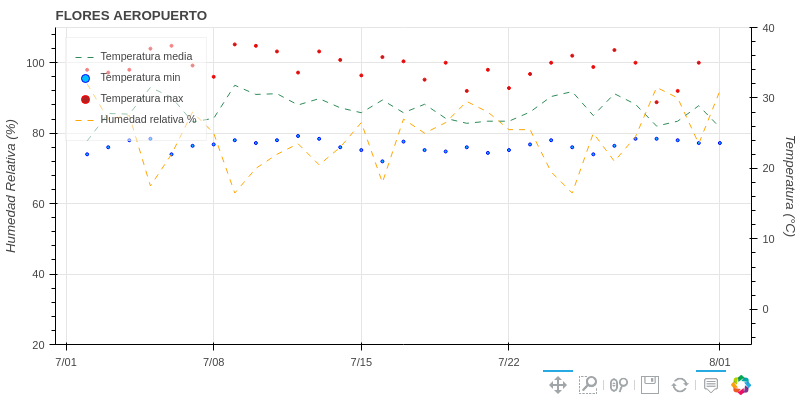 FLORES AEROPUERTO
Temperatura media
Temperatura min
Temperatura max
Humedad relativa %
Humedad Relativa (%)
100
80
60
40
20
Temperatura (°C)
40
30
20
10
0
7/01
7/08
7/15
7/22
8/01